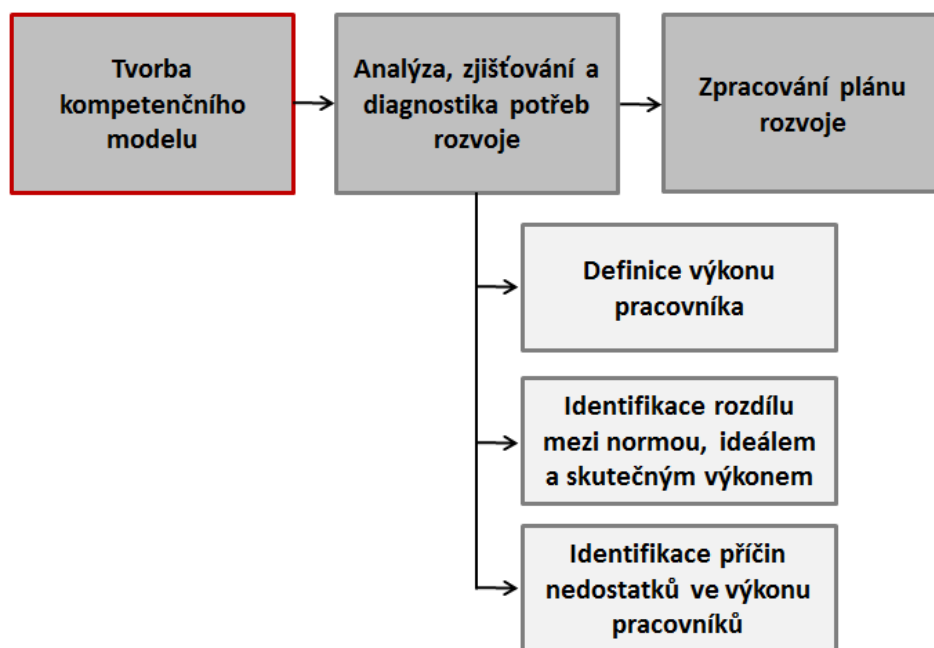 Tvorba
kompetenčního
modelu
Analýza, zjišťování a
diagnostika potřeb
rozvoje
Zpracování plánu
rozvoje
Definice výkonu
pracovníka
Identifikace rozdílu
mezi normou, ideálem
a skutečným výkonem
Identifikace příčin
nedostatků ve výkonu
pracovníků